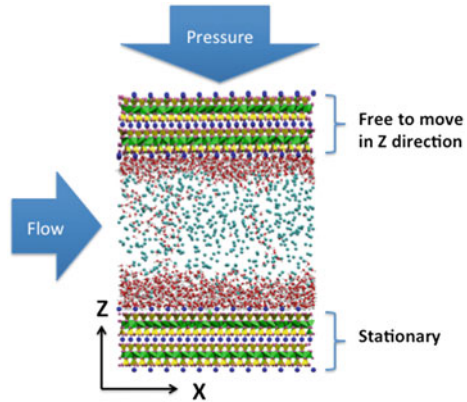 Pressure
Free to move
in Z direction
Flow
Z
Stationary
X